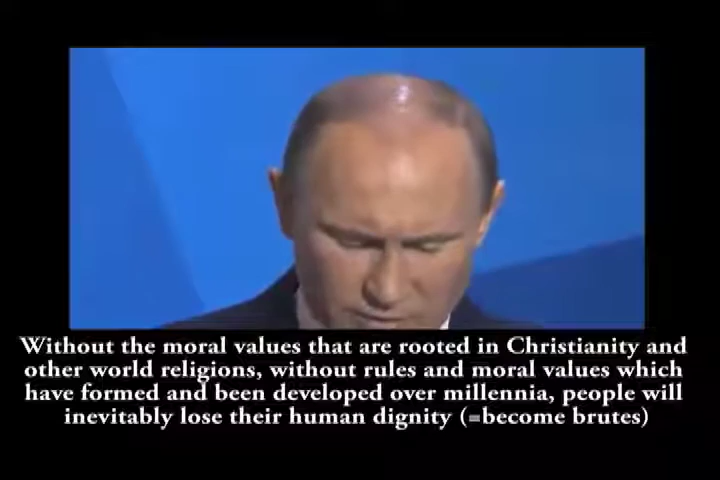 Without the moral values that are rooted in Christianity and
other world religions, without rules and moral values which
have formed and been developed over millennia, people will
inevitably lose their human dignity (=become brutes)